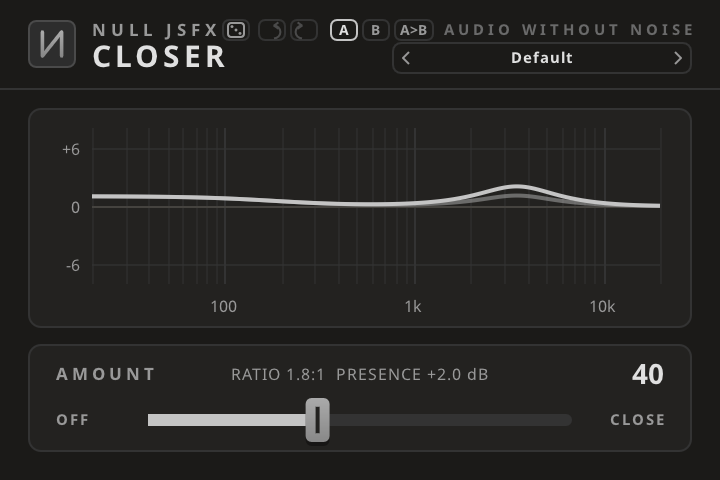 NULL JSFX A B A>B AUDIO WITHOUT NOISE
CLOSER
Default
+6
0
-6
100 1k 10k
AMOUNT RATIO 1.8:1 PRESENCE +2.0 dB 40
OFF CLOSE